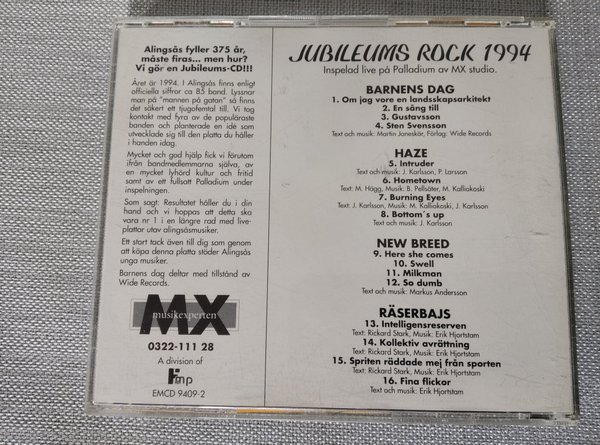 Alingsås fyller 375 år,
måste firas... men hur?
Vi gör en Jubileums-CD!!!
Året är 1994. I Alingsås finns enligt
officiella siffror ca 85 band. Lyssnar
man på "mannen på gatan" så finns
det säkert ett tjugofemtal till. Vi tog
kontakt med fyra av de populäraste
banden och planterade en idé som
utvecklade sig till den platta du håller
i handen idag.
Mycket och god hjälp fick vi förutom
ifrån bandmedlemmarna själva, av
en mycket lyhörd kultur och fritid
samt av ett fullsatt Palladium under
inspelningen.
Som sagt: Resultatet håller du i din
hand och vi hoppas att detta ska
vara nr 1 i en längre rad med live-
plattor utav alingsåsmusiker.
Ett stort tack även till dig som genom
att köpa denna platta stöder Alingsås
unga musiker.
Barnens dag deltar med tillstånd av
Wide Records.
MX
musikexperten
0322-111 28
A division of
mp
EMCD 9409-2
JUBILEUMS ROCK 1994
Inspelad live på Palladium av MX studio.
BARNENS DAG
1. Om jag vore en landsskapsarkitekt
2. En sång till
3. Gustavsson
4. Sten Svensson
Text och musik: Martin Joneskör, Förlag: Wide Records
HAZE
5. Intruder
Text och musik: J. Karlsson, P. Larsson
6. Hometown
Text: M. Hägg, Musik: B. Pellsäter, M. Kalliokoski
7. Burning Eyes
Text: J. Karlsson, Musik: M. Kalliokoski, J. Karlsson
8. Bottom´s up
Text och musik: J. Karlsson
NEW BREED
9. Here she comes
10. Swell
11. Milkman
12. So dumb
Text och musik: Markus Andersson
RÄSERBAJS
13. Intelligensreserven
Text: Rickard Stark, Musik: Erik Hjortstam
14. Kollektiv avrättning
Text: Rickard Stark, Musik: Erik Hjortstam
15. Spriten räddade mej från sporten
Text: Rickard Stark, Musik: Erik Hjortstam
16. Fina flickor
Text och musik: Erik Hjortstam